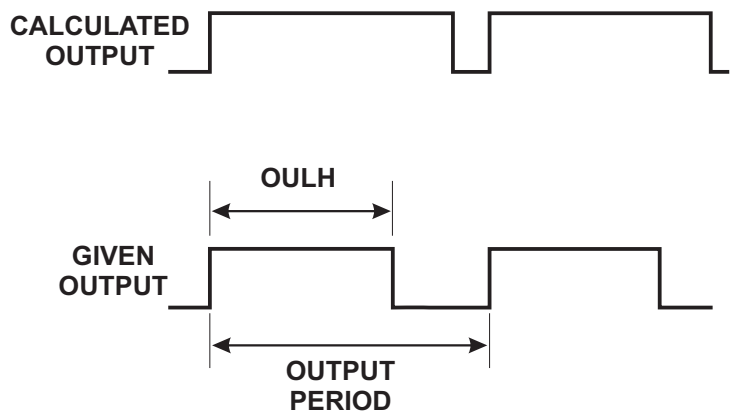 CALCULATED
OUTPUT
OULH
GIVEN
OUTPUT
OUTPUT
PERIOD